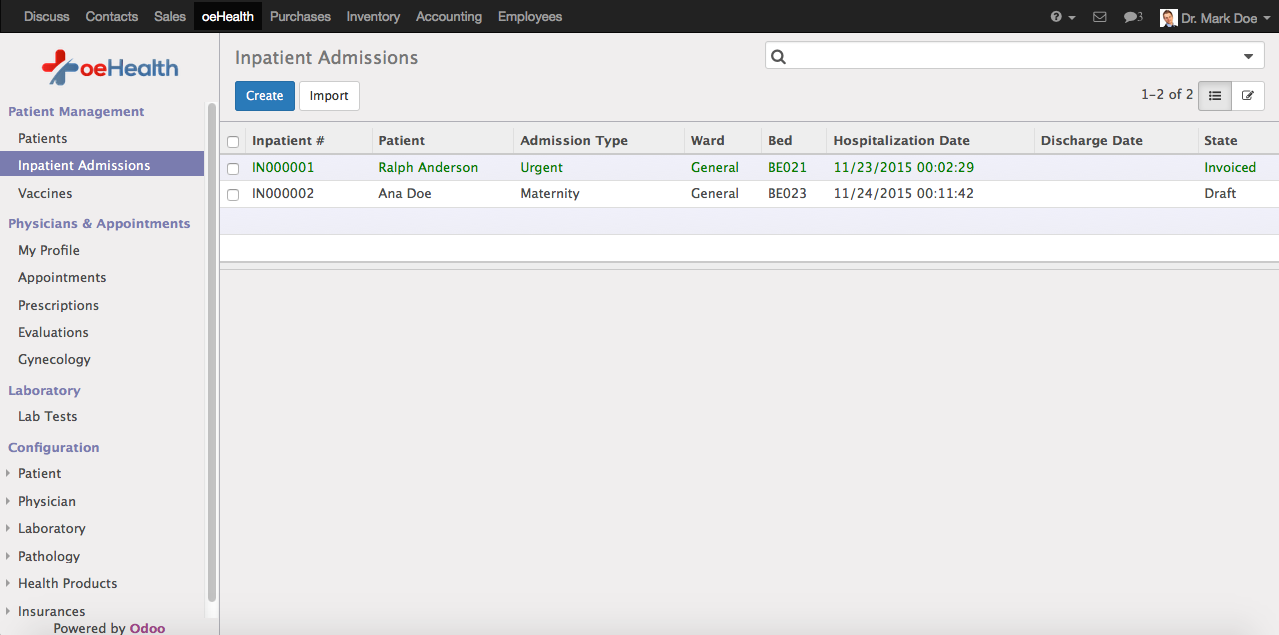 Discuss Contacts Sales oeHealth Purchases Inventory Accounting Employees 3 Dr. Mark Doe
oeHealth
Patient Management
Patients
Inpatient Admissions
Vaccines
Physicians & Appointments
My Profile
Appointments
Prescriptions
Evaluations
Gynecology
Laboratory
Lab Tests
Configuration
Patient
Physician
Laboratory
Pathology
Health Products
Insurances
Powered by Odoo
Inpatient Admissions
Create Import 1-2 of 2
Inpatient # Patient Admission Type Ward Bed Hospitalization Date Discharge Date State
IN000001 Ralph Anderson Urgent General BE021 11/23/2015 00:02:29 Invoiced
IN000002 Ana Doe Maternity General BE023 11/24/2015 00:11:42 Draft